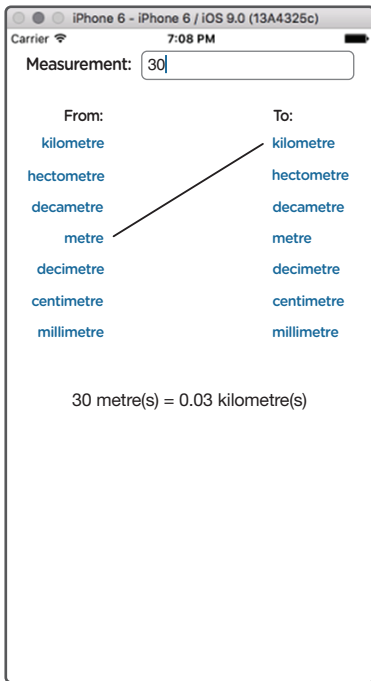 iPhone 6 - iPhone 6 / iOS 9.0 (13A4325c)
Carrier 7:08 PM
Measurement: 30
From: To:
kilometre kilometre
hectometre hectometre
decametre decametre
metre metre
decimetre decimetre
centimetre centimetre
millimetre millimetre
30 metre(s) = 0.03 kilometre(s)